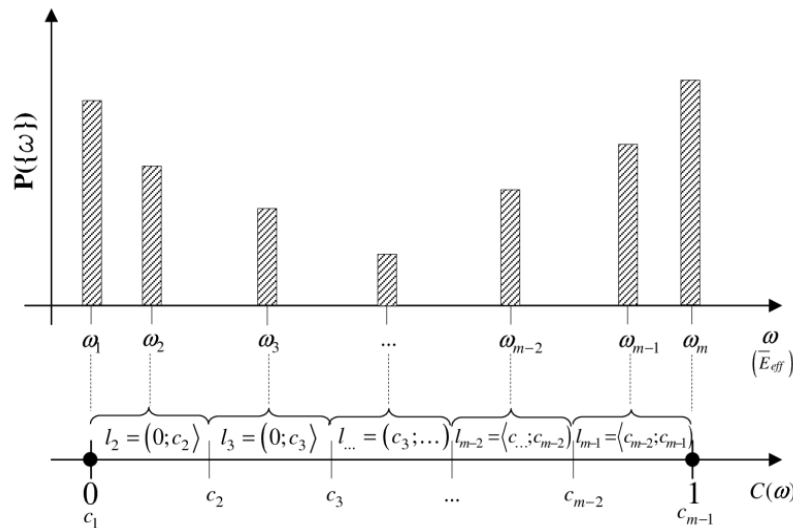 P({ω})
ω₁ ω₂ ω₃ ... ωₘ₋₂ ωₘ₋₁ ωₘ ω
(E̅eff)
l₂ = (0;c₂⟩ l₃ = (0;c₃⟩ l... = (c₃;...) lₘ₋₂ = ⟨c...;cₘ₋₂) lₘ₋₁ = ⟨cₘ₋₂;cₘ₋₁)
0 c₂ c₃ ... cₘ₋₂ 1 C(ω)
c₁ cₘ₋₁